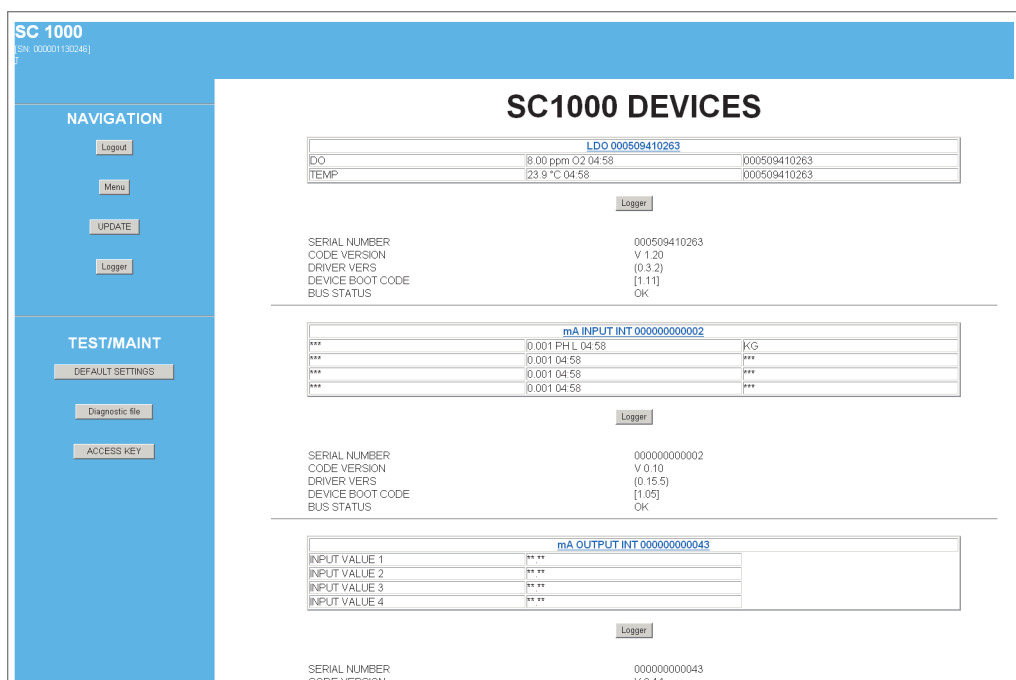 SC 1000
[SN: 000001130246]
NAVIGATION
Logout
Menu
UPDATE
Logger
TEST/MAINT
DEFAULT SETTINGS
Diagnostic file
ACCESS KEY
SC1000 DEVICES
LDO 000509410263
DO 8.00 ppm O2 04:58 000509410263
TEMP 23.9 °C 04:58 000509410263
Logger
SERIAL NUMBER 000509410263
CODE VERSION V 1.20
DRIVER VERS (0.3.2)
DEVICE BOOT CODE [1.11]
BUS STATUS OK
mA INPUT INT 000000000002
*** 0.001 PH L 04:58 KG
*** 0.001 04:58 ***
*** 0.001 04:58 ***
*** 0.001 04:58 ***
Logger
SERIAL NUMBER 000000000002
CODE VERSION V 0.10
DRIVER VERS (0.15.5)
DEVICE BOOT CODE [1.05]
BUS STATUS OK
mA OUTPUT INT 000000000043
INPUT VALUE 1 **.**
INPUT VALUE 2 **.**
INPUT VALUE 3 **.**
INPUT VALUE 4 **.**
Logger
SERIAL NUMBER 000000000043
CODE VERSION